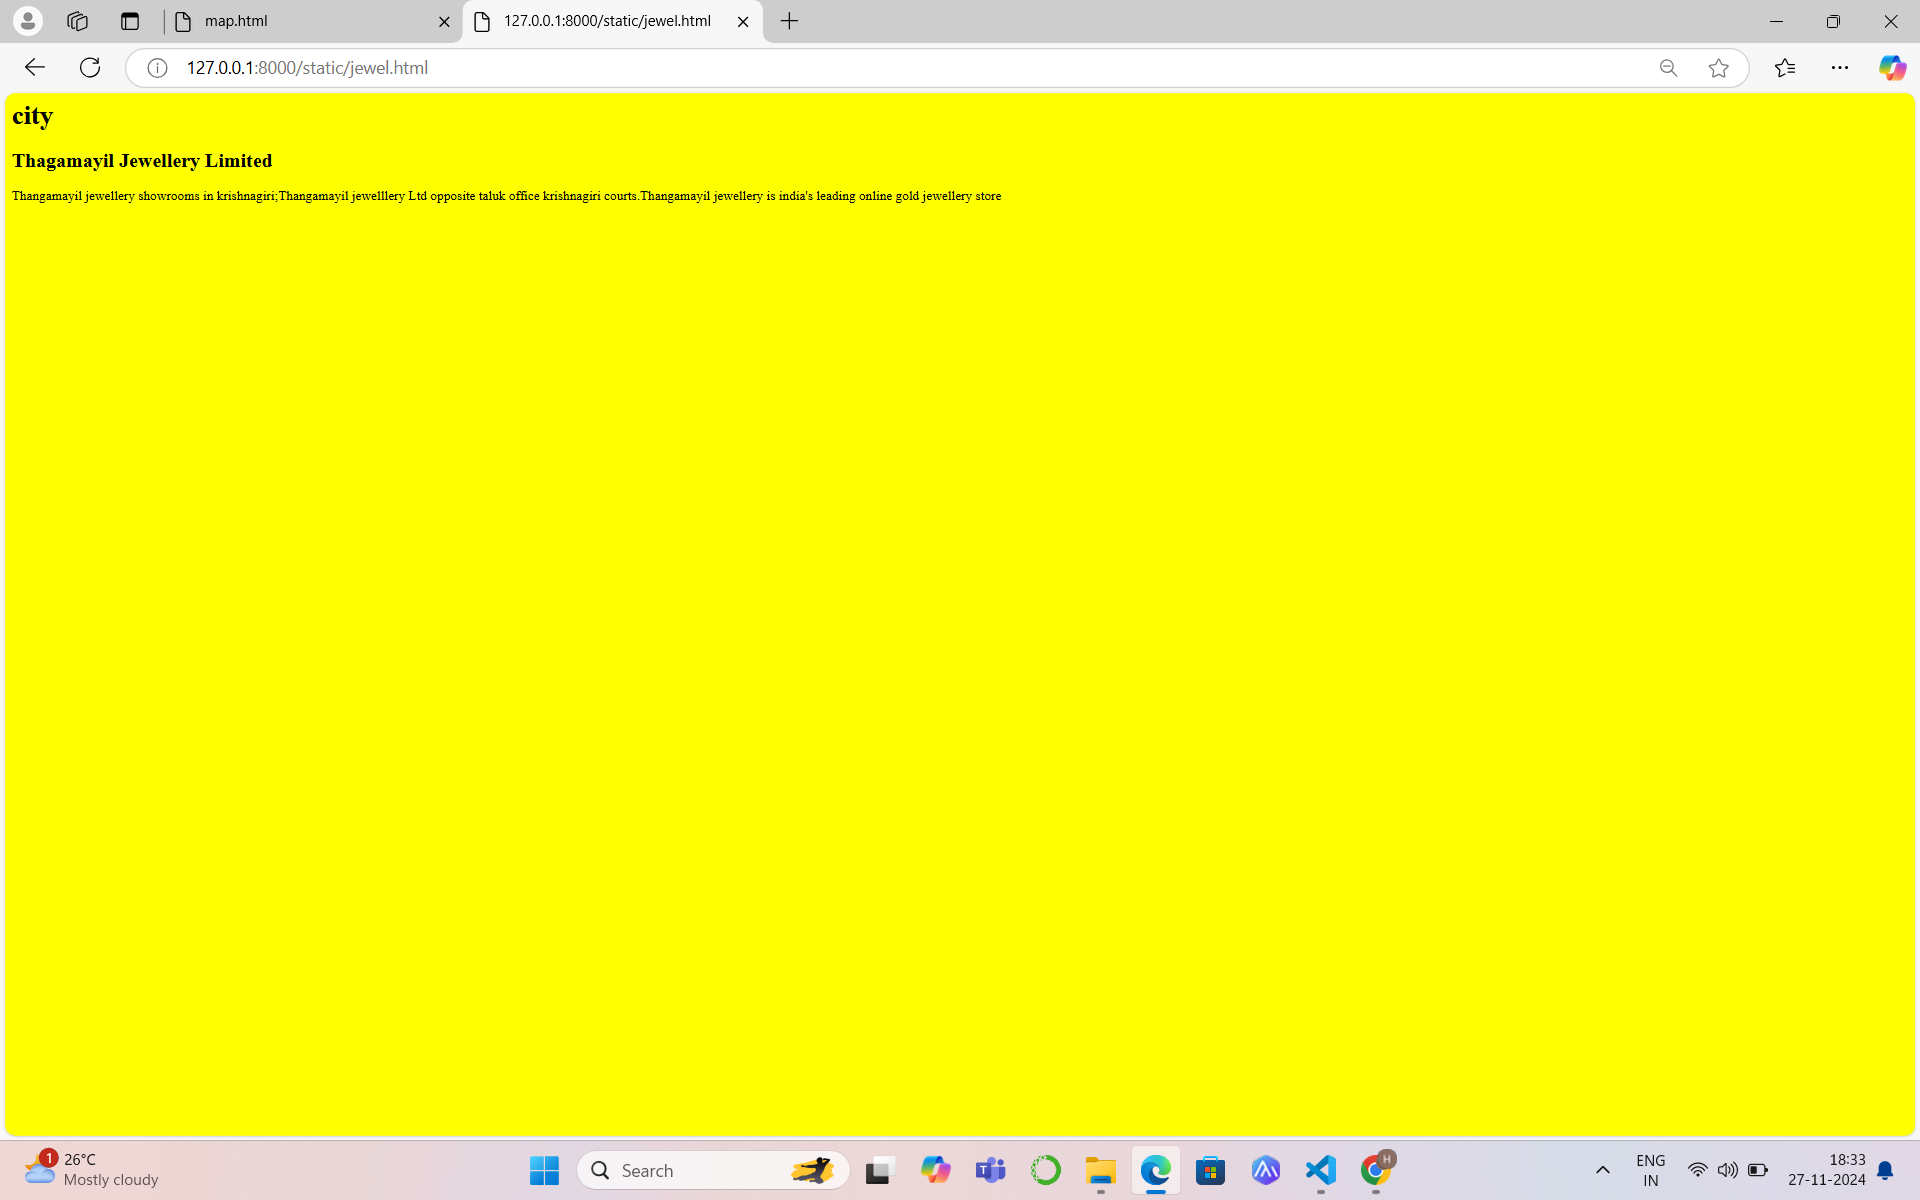 map.html
127.0.0.1:8000/static/jewel.html
127.0.0.1:8000/static/jewel.html
city
Thagamayil Jewellery Limited
Thangamayil jewellery showrooms in krishnagiri;Thangamayil jewelllery Ltd opposite taluk office krishnagiri courts.Thangamayil jewellery is india's leading online gold jewellery store
1
26°C
Mostly cloudy
Search
T
H
ENG
IN
18:33
27-11-2024